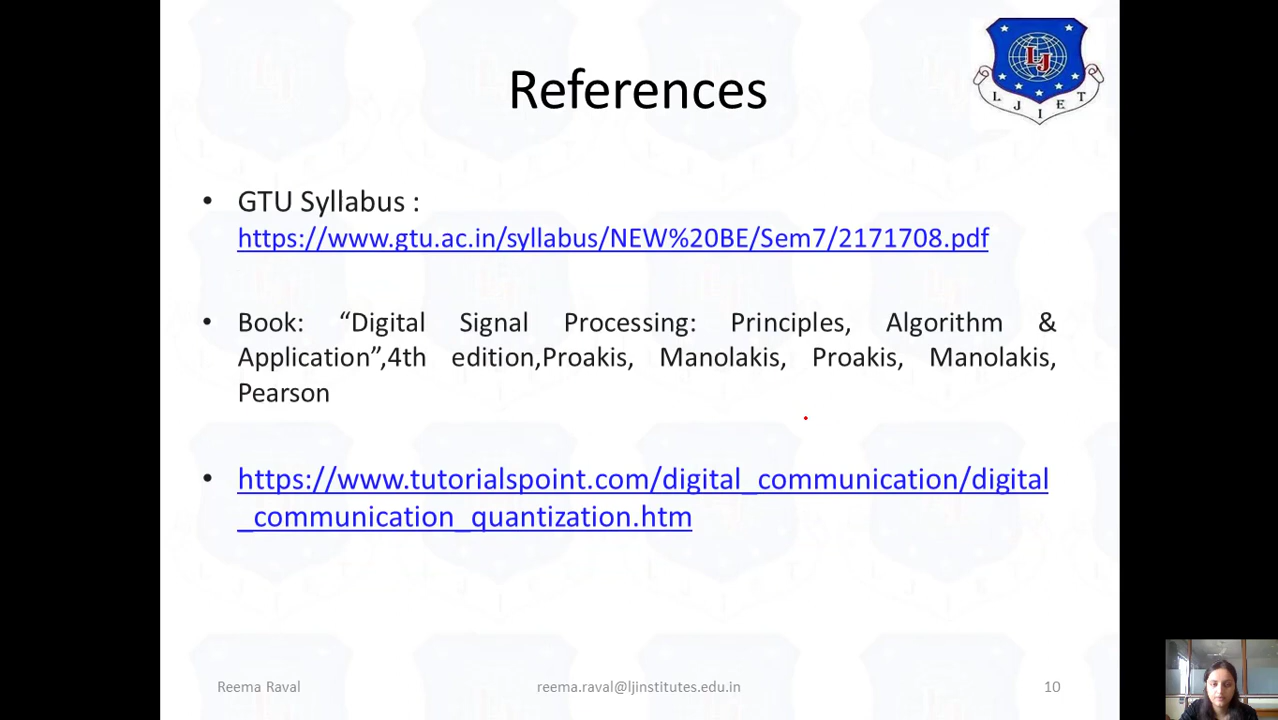 References
LJ
L J I E T
• GTU Syllabus :
https://www.gtu.ac.in/syllabus/NEW%20BE/Sem7/2171708.pdf
• Book: “Digital Signal Processing: Principles, Algorithm &
Application”,4th edition,Proakis, Manolakis, Proakis, Manolakis,
Pearson
• https://www.tutorialspoint.com/digital_communication/digital
_communication_quantization.htm
Reema Raval
reema.raval@ljinstitutes.edu.in
10